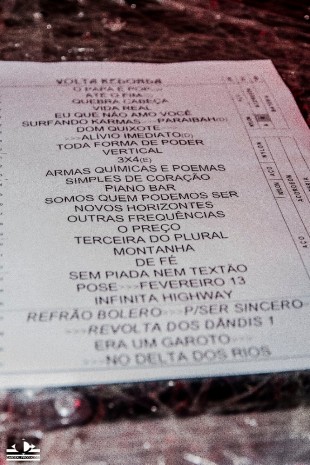 VOLTA REDONDA
O PAPA É POP
ATÉ O FIM
QUEBRA CABEÇA
VIDA REAL
EU QUE NÃO AMO VOCÊ
SURFANDO KARMAS>>>PARAIBAH(D)
DOM QUIXOTE
>>>ALÍVIO IMEDIATO(D)
TODA FORMA DE PODER
VERTICAL
3X4(E)
ARMAS QUÍMICAS E POEMAS
SIMPLES DE CORAÇÃO
PIANO BAR
SOMOS QUEM PODEMOS SER
NOVOS HORIZONTES
OUTRAS FREQUÊNCIAS
O PREÇO
TERCEIRA DO PLURAL
MONTANHA
DE FÉ
SEM PIADA NEM TEXTÃO
POSE>>>FEVEREIRO 13
INFINITA HIGHWAY
REFRÃO BOLERO>>>P/SER SINCERO
>>>REVOLTA DOS DÂNDIS 1
ERA UM GAROTO>>>
>>>NO DELTA DOS RIOS